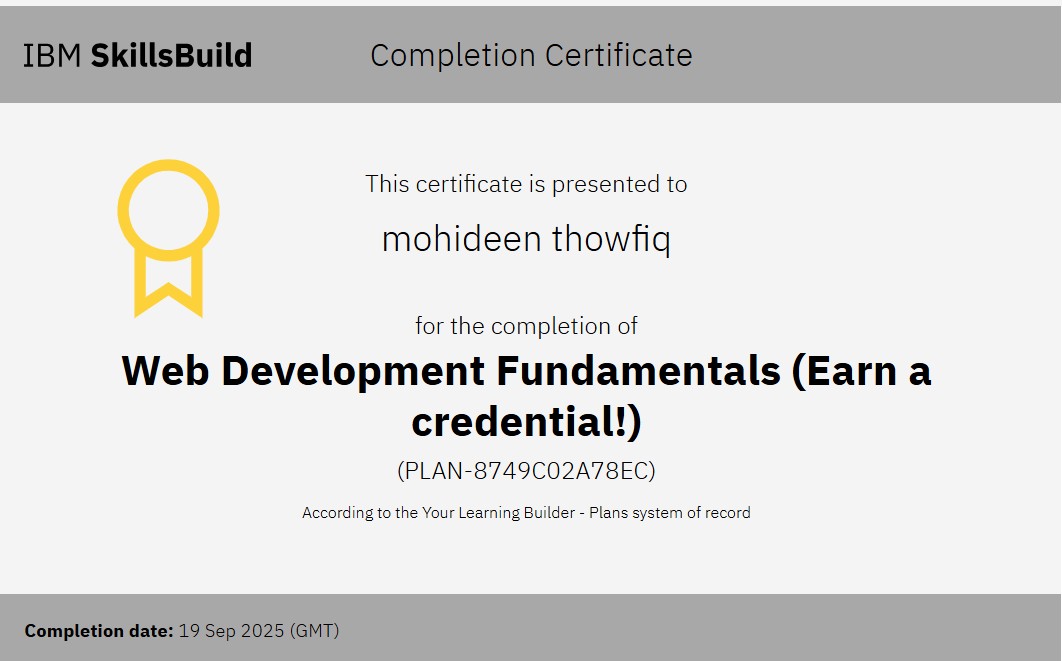 IBM SkillsBuild
Completion Certificate
This certificate is presented to
mohideen thowfiq
for the completion of
Web Development Fundamentals (Earn a
credential!)
(PLAN-8749C02A78EC)
According to the Your Learning Builder - Plans system of record
Completion date: 19 Sep 2025 (GMT)